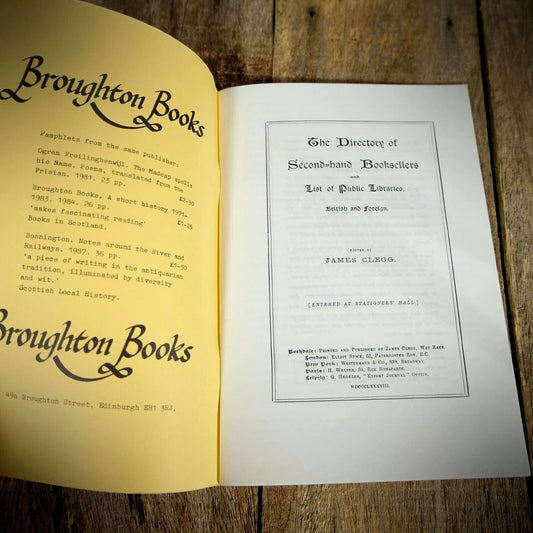 Broughton Books
Pamphlets from the same publisher:
Ogran Freilinghenwijl. The Madcap spells
his Name. Poems, translated from the
Frisian. 1981. 23 pp. £2-50
Broughton Books. A short history 1971-
1983. 1984. 26 pp. £1-25
'makes fascinating reading'
Books in Scotland.
Bonnington. Notes around the River and
Railways. 1987. 36 pp. £1-50
'a piece of writing in the antiquarian
tradition, illuminated by diversity
and wit.'
Scottish Local History.
Broughton Books
49a Broughton Street, Edinburgh EH1 3RJ.
The Directory of
Second=hand Booksellers
and
List of Public Libraries,
British and Foreign.
EDITED BY
JAMES CLEGG.
[ENTERED AT STATIONERS' HALL.]
Rochdale: Printed and Published by James Clegg, Wet Rake.
London: Elliot Stock, 62, Paternoster Row, E.C.
New York: Westermann & Co., 838, Broadway
Paris: H. Welter, 59, Rue Bonaparte.
Leipzig: G. Hedeler, "Export Journal" Office.
MDCCCLXXXVIII.